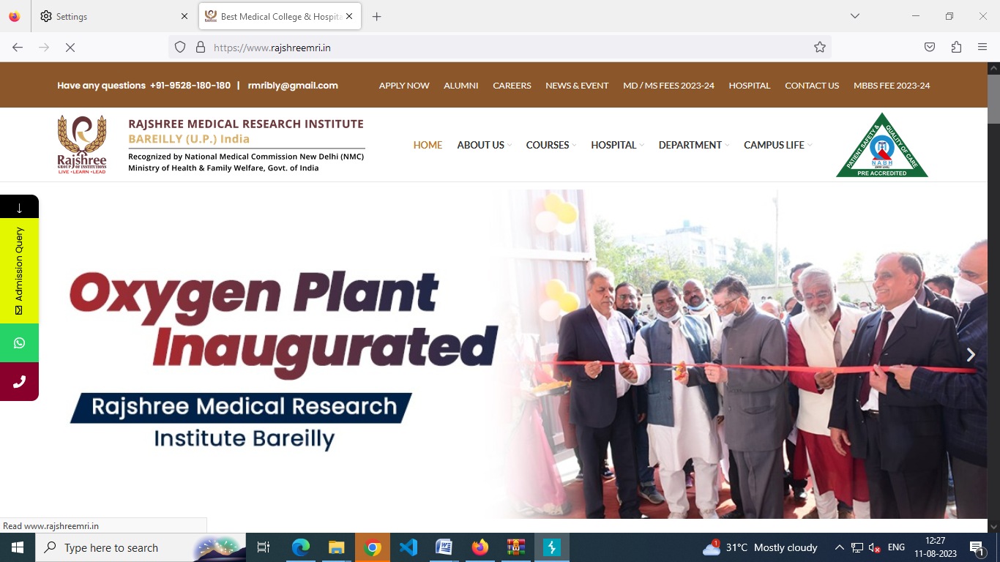 Settings
Best Medical College & Hospita
https://www.rajshreemri.in
Have any questions +91-9528-180-180 | rmribly@gmail.com
APPLY NOW ALUMNI CAREERS NEWS & EVENT MD / MS FEES 2023-24 HOSPITAL CONTACT US MBBS FEE 2023-24
Rajshree
GROUP OF INSTITUTIONS
LIVE • LEARN • LEAD
RAJSHREE MEDICAL RESEARCH INSTITUTE
BAREILLY (U.P.) India
Recognized by National Medical Commission New Delhi (NMC)
Ministry of Health & Family Welfare, Govt. of India
HOME ABOUT US COURSES HOSPITAL DEPARTMENT CAMPUS LIFE
PATIENT SAFETY & QUALITY OF CARE
NABH
PRE ACCREDITED
Admission Query
Oxygen Plant
Inaugurated
Rajshree Medical Research
Institute Bareilly
Read www.rajshreemri.in
Type here to search
1
31°C Mostly cloudy
ENG
12:27
11-08-2023
1